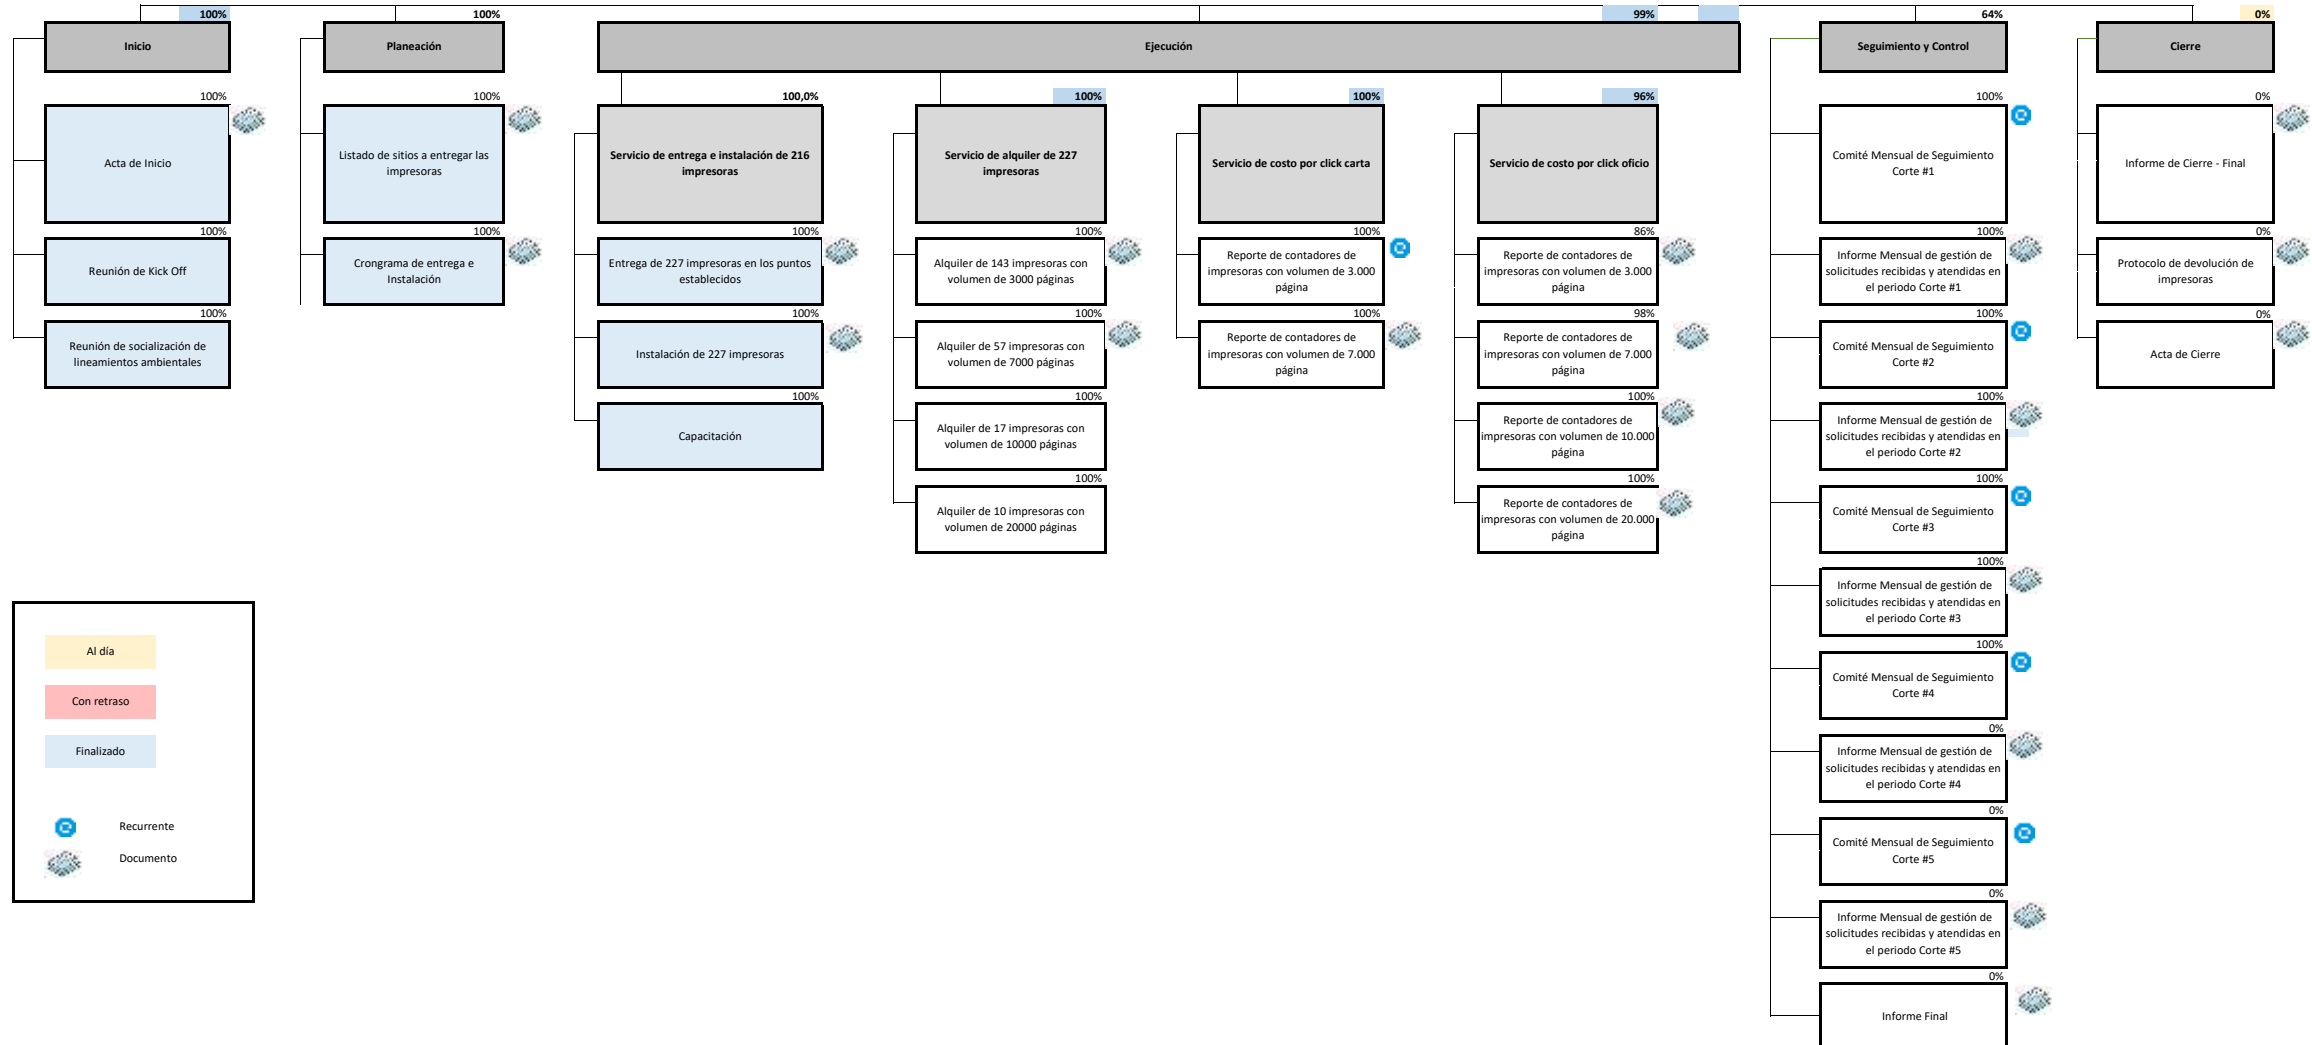 100%
100%
99%
64%
0%
Inicio
Planeación
Ejecución
Seguimiento y Control
Cierre
100%
Acta de Inicio
100%
Reunión de Kick Off
100%
Reunión de socialización de
lineamientos ambientales
100%
Listado de sitios a entregar las
impresoras
100%
Crongrama de entrega e
Instalación
100,0%
Servicio de entrega e instalación de 216
impresoras
100%
Entrega de 227 impresoras en los puntos
establecidos
100%
Instalación de 227 impresoras
100%
Capacitación
100%
Servicio de alquiler de 227
impresoras
100%
Alquiler de 143 impresoras con
volumen de 3000 páginas
100%
Alquiler de 57 impresoras con
volumen de 7000 páginas
100%
Alquiler de 17 impresoras con
volumen de 10000 páginas
100%
Alquiler de 10 impresoras con
volumen de 20000 páginas
100%
Servicio de costo por click carta
100%
Reporte de contadores de
impresoras con volumen de 3.000
página
100%
Reporte de contadores de
impresoras con volumen de 7.000
página
96%
Servicio de costo por click oficio
86%
Reporte de contadores de
impresoras con volumen de 3.000
página
98%
Reporte de contadores de
impresoras con volumen de 7.000
página
100%
Reporte de contadores de
impresoras con volumen de 10.000
página
100%
Reporte de contadores de
impresoras con volumen de 20.000
página
100%
Comité Mensual de Seguimiento
Corte #1
100%
Informe Mensual de gestión de
solicitudes recibidas y atendidas en
el periodo Corte #1
100%
Comité Mensual de Seguimiento
Corte #2
100%
Informe Mensual de gestión de
solicitudes recibidas y atendidas en
el periodo Corte #2
100%
Comité Mensual de Seguimiento
Corte #3
100%
Informe Mensual de gestión de
solicitudes recibidas y atendidas en
el periodo Corte #3
100%
Comité Mensual de Seguimiento
Corte #4
0%
Informe Mensual de gestión de
solicitudes recibidas y atendidas en
el periodo Corte #4
0%
Comité Mensual de Seguimiento
Corte #5
0%
Informe Mensual de gestión de
solicitudes recibidas y atendidas en
el periodo Corte #5
0%
Informe Final
0%
Informe de Cierre - Final
0%
Protocolo de devolución de
impresoras
0%
Acta de Cierre
Al día
Con retraso
Finalizado
Recurrente
Documento